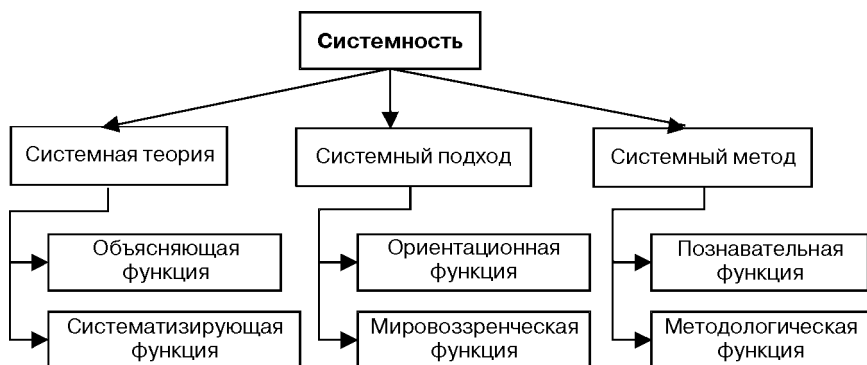 Системность
Системная теория
Системный подход
Системный метод
Объясняющая
функция
Ориентационная
функция
Познавательная
функция
Систематизирующая
функция
Мировоззренческая
функция
Методологическая
функция